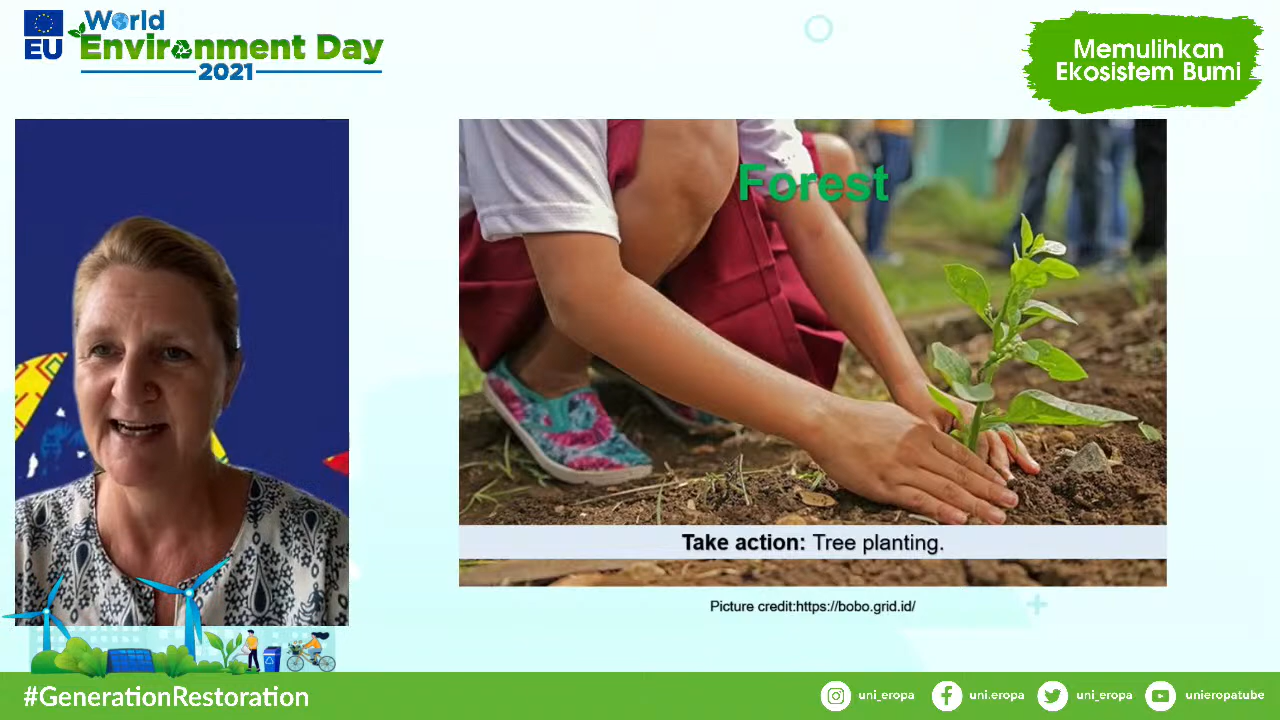 World
EU Environment Day
2021
Memulihkan
Ekosistem Bumi
Forest
Take action: Tree planting.
Picture credit:https://bobo.grid.id/
#GenerationRestoration
uni_eropa
uni.eropa
uni_eropa
unieropatube